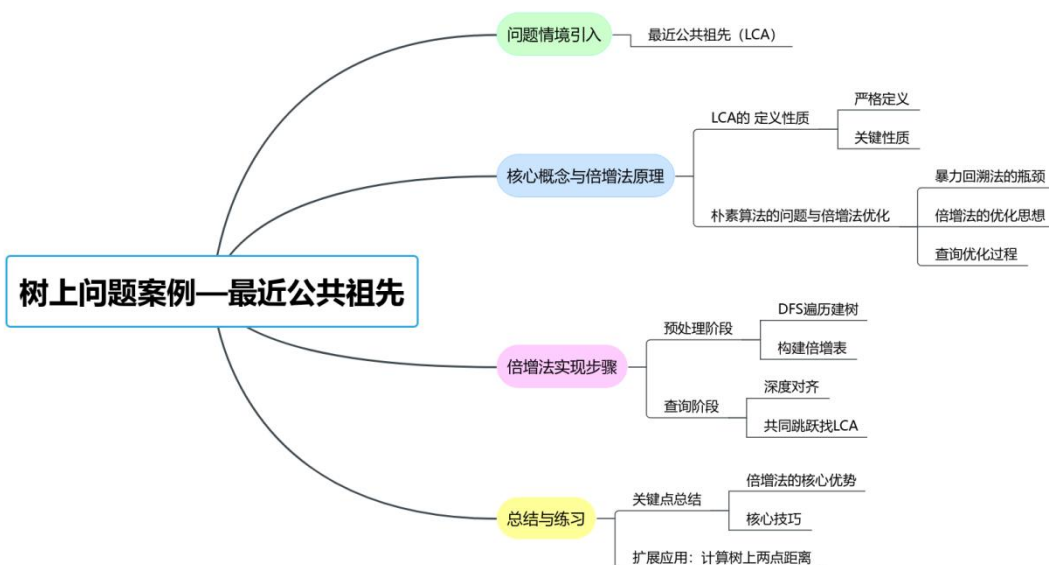 树上问题案例—最近公共祖先
问题情境引入
最近公共祖先（LCA）
核心概念与倍增法原理
LCA的 定义性质
严格定义
关键性质
朴素算法的问题与倍增法优化
暴力回溯法的瓶颈
倍增法的优化思想
查询优化过程
倍增法实现步骤
预处理阶段
DFS遍历建树
构建倍增表
查询阶段
深度对齐
共同跳跃找LCA
总结与练习
关键点总结
倍增法的核心优势
核心技巧
扩展应用：计算树上两点距离